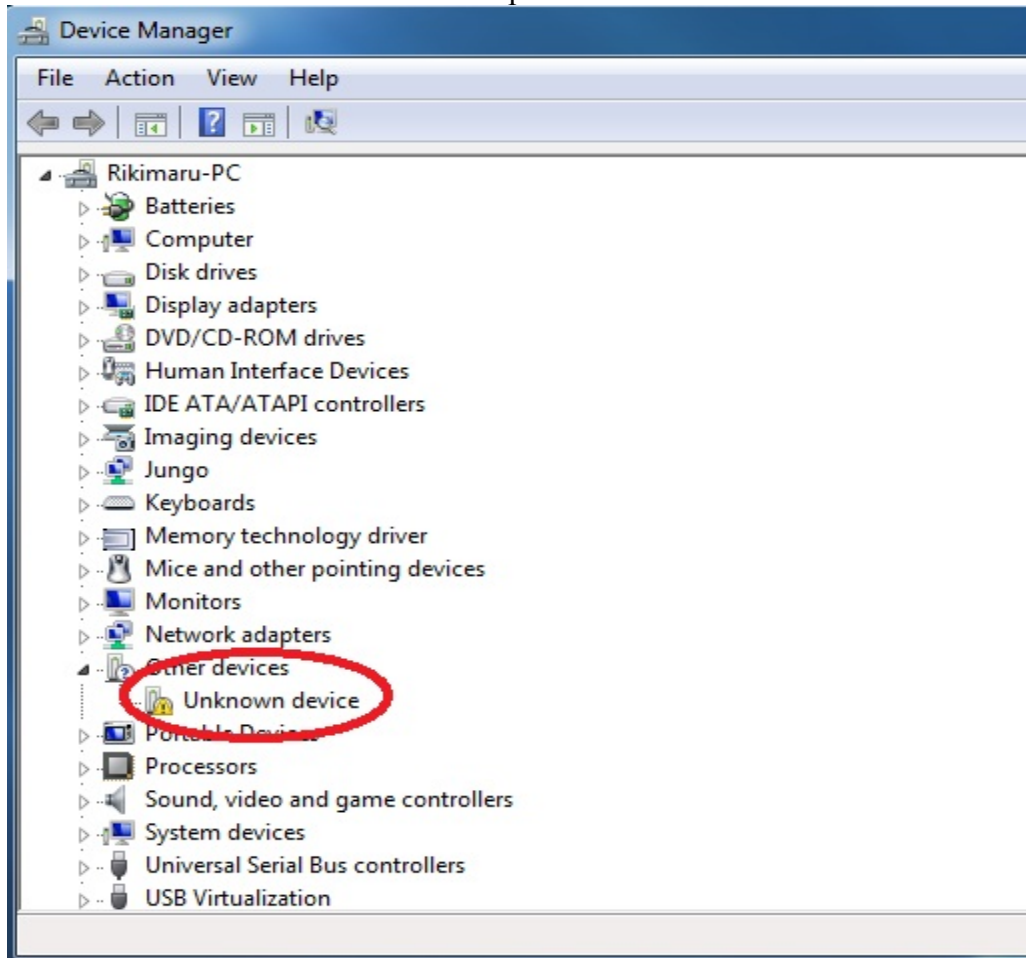 Device Manager
File Action View Help
Rikimaru-PC
Batteries
Computer
Disk drives
Display adapters
DVD/CD-ROM drives
Human Interface Devices
IDE ATA/ATAPI controllers
Imaging devices
Jungo
Keyboards
Memory technology driver
Mice and other pointing devices
Monitors
Network adapters
Other devices
Unknown device
Portable Devices
Processors
Sound, video and game controllers
System devices
Universal Serial Bus controllers
USB Virtualization